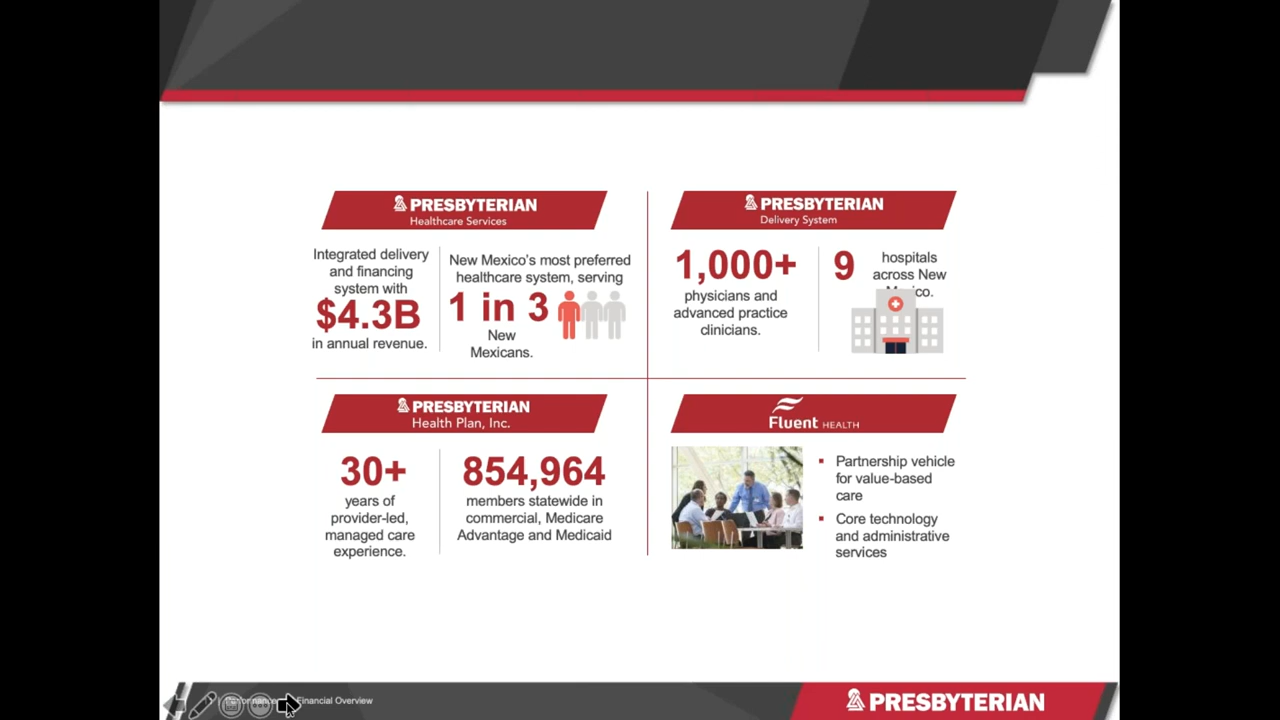 PRESBYTERIAN
Healthcare Services
Integrated delivery
and financing
system with
$4.3B
in annual revenue.
New Mexico's most preferred
healthcare system, serving
1 in 3
New
Mexicans.
PRESBYTERIAN
Delivery System
1,000+
physicians and
advanced practice
clinicians.
9
hospitals
across New
Mexico.
PRESBYTERIAN
Health Plan, Inc.
30+
years of
provider-led,
managed care
experience.
854,964
members statewide in
commercial, Medicare
Advantage and Medicaid
Fluent HEALTH
▪ Partnership vehicle
for value-based
care
▪ Core technology
and administrative
services
Financial Overview
PRESBYTERIAN